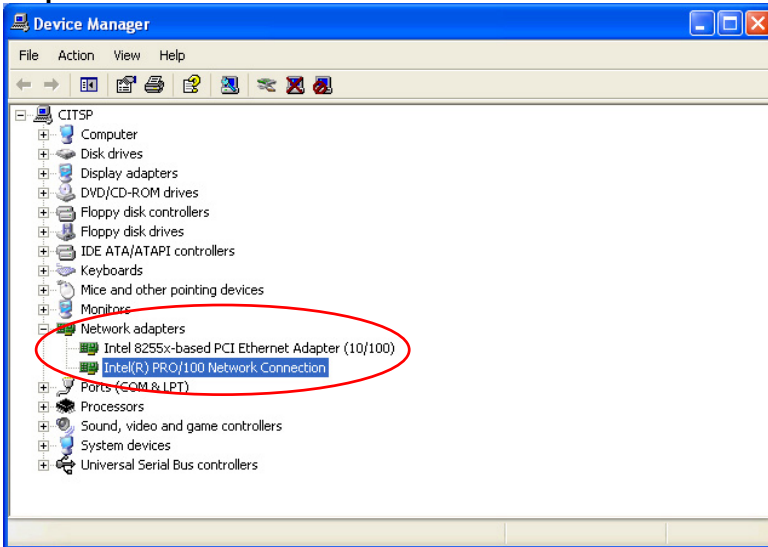 Device Manager
File Action View Help
CITSP
Computer
Disk drives
Display adapters
DVD/CD-ROM drives
Floppy disk controllers
Floppy disk drives
IDE ATA/ATAPI controllers
Keyboards
Mice and other pointing devices
Monitors
Network adapters
Intel 8255x-based PCI Ethernet Adapter (10/100)
Intel(R) PRO/100 Network Connection
Ports (COM & LPT)
Processors
Sound, video and game controllers
System devices
Universal Serial Bus controllers